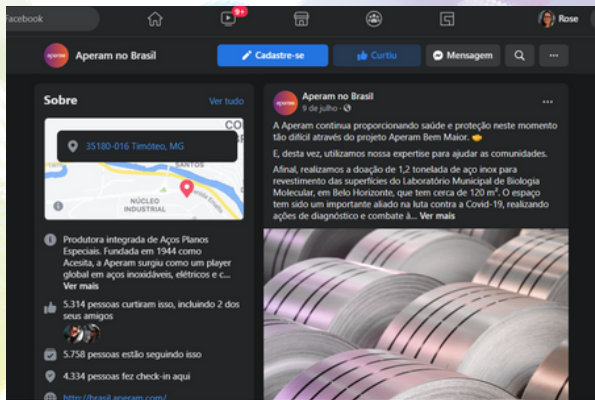 Facebook
9+
Rose
aperam
Aperam no Brasil
Cadastre-se
Curtiu
Mensagem
Sobre
Ver tudo
35180-016 Timóteo, MG
SANTOS
NÚCLEO
INDUSTRIAL
Produtora integrada de Aços Planos
Especiais. Fundada em 1944 como
Acesita, a Aperam surgiu como um player
global em aços inoxidáveis, elétricos e c...
Ver mais
5.314 pessoas curtiram isso, incluindo 2 dos
seus amigos
5.758 pessoas estão seguindo isso
4.334 pessoas fez check-in aqui
http://brasil.aperam.com/
aperam
Aperam no Brasil
9 de julho ·
A Aperam continua proporcionando saúde e proteção neste momento
tão difícil através do projeto Aperam Bem Maior.
E, desta vez, utilizamos nossa expertise para ajudar as comunidades.
Afinal, realizamos a doação de 1,2 tonelada de aço inox para
revestimento das superfícies do Laboratório Municipal de Biologia
Molecular, em Belo Horizonte, que tem cerca de 120 m². O espaço
tem sido um importante aliado na luta contra a Covid-19, realizando
ações de diagnóstico e combate à... Ver mais